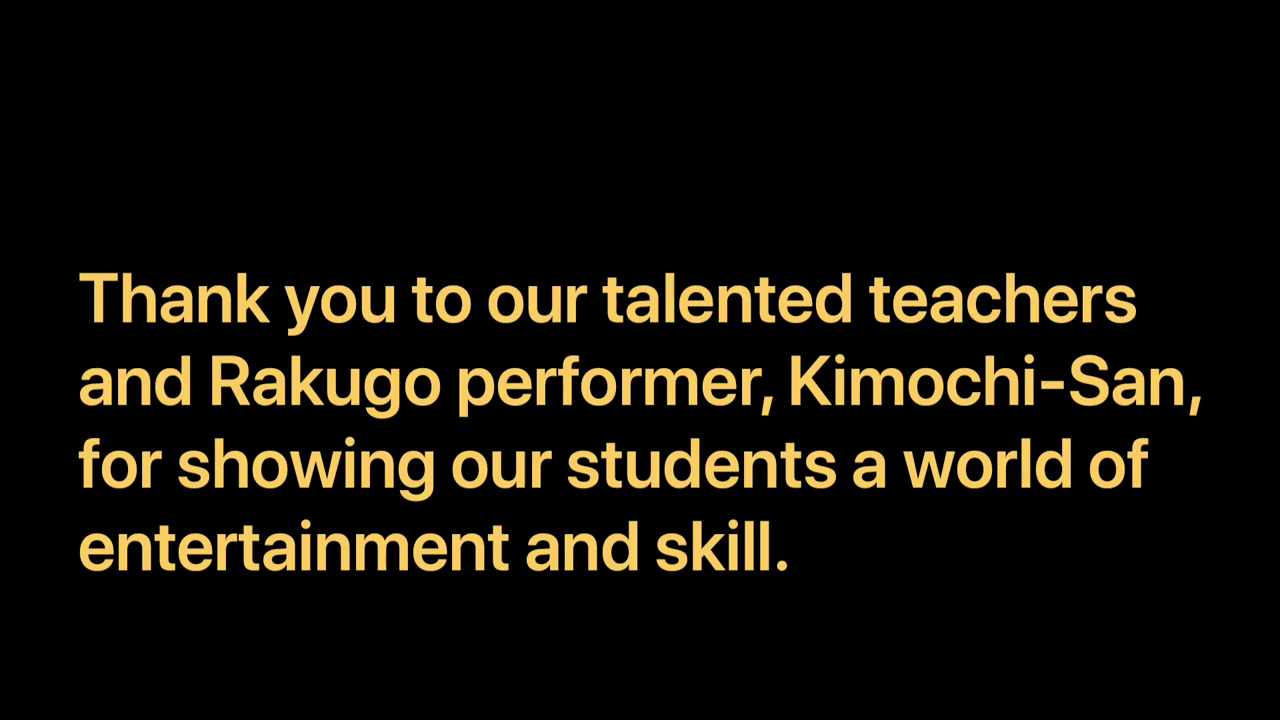 Thank you to our talented teachers
and Rakugo performer, Kimochi-San,
for showing our students a world of
entertainment and skill.